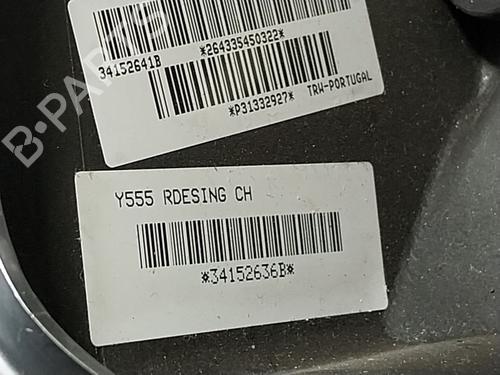 34152641B
*264335450322*
*P31332927*
TRW-PORTUGAL
B-PARTS
Y555 RDESING CH
*34152636B*